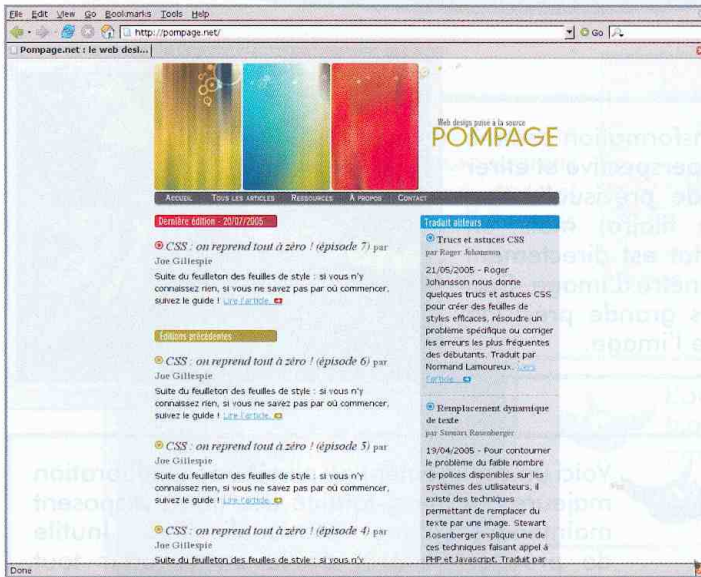 File Edit View Go Bookmarks Tools Help
http://pompage.net/
Go
Pompage.net : le web desi...
Web design puisé à la source
POMPAGE
Accueil Tous les articles Ressources À propos Contact
Dernière édition - 20/07/2005
CSS : on reprend tout à zéro ! (épisode 7) par
Joe Gillespie
Suite du feuilleton des feuilles de style : si vous n'y
connaissez rien, si vous ne savez pas par où commencer,
suivez le guide ! Lire l'article.
Éditions précédentes
CSS : on reprend tout à zéro ! (épisode 6) par
Joe Gillespie
Suite du feuilleton des feuilles de style : si vous n'y
connaissez rien, si vous ne savez pas par où commencer,
suivez le guide ! Lire l'article.
CSS : on reprend tout à zéro ! (épisode 5) par
Joe Gillespie
Suite du feuilleton des feuilles de style : si vous n'y
connaissez rien, si vous ne savez pas par où commencer,
suivez le guide ! Lire l'article.
CSS : on reprend tout à zéro ! (épisode 4) par
Joe Gillespie
Suite du feuilleton des feuilles de style : si vous n'y
Traduit ailleurs
Trucs et astuces CSS
par Roger Johansson
21/05/2005 - Roger
Johansson nous donne
quelques trucs et astuces CSS
pour créer des feuilles de
styles efficaces, résoudre un
problème spécifique ou corriger
les erreurs les plus fréquentes
des débutants. Traduit par
Normand Lamoureux. Lire
l'article.
Remplacement dynamique
de texte
par Stewart Rosenberger
19/04/2005 - Pour contourner
le problème du faible nombre
de polices disponibles sur les
systèmes des utilisateurs, il
existe des techniques
permettant de remplacer du
texte par une image. Stewart
Rosenberger explique une de
ces techniques faisant appel à
PHP et Javascript. Traduit par
Done